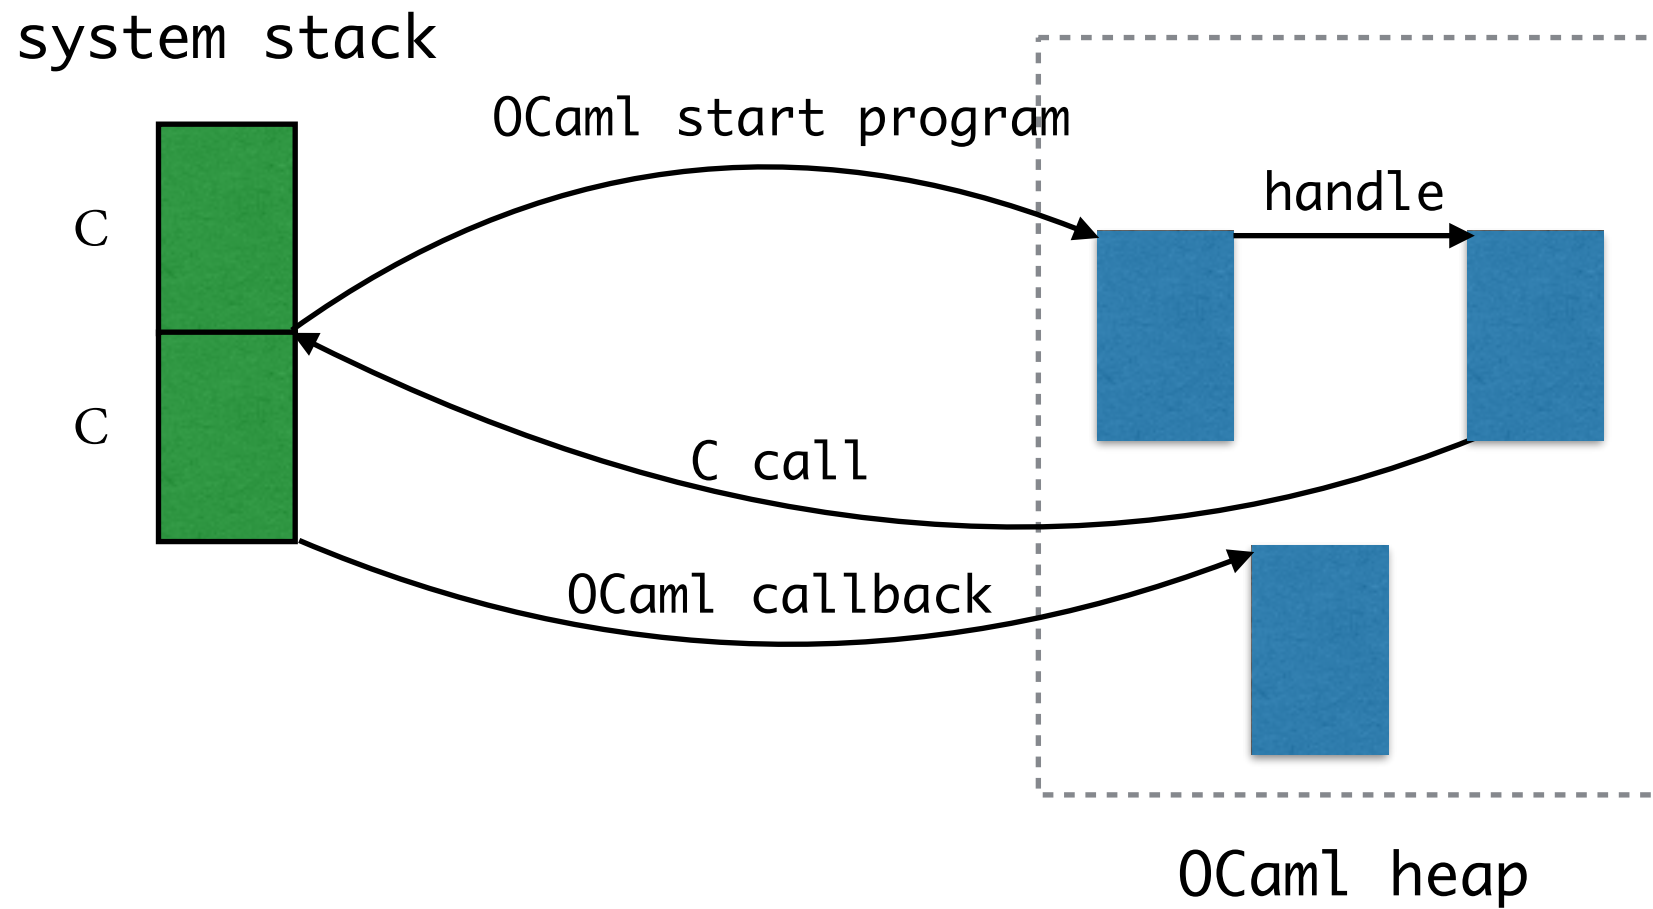 system stack
OCaml start program
handle
C
C
C call
OCaml callback
OCaml heap